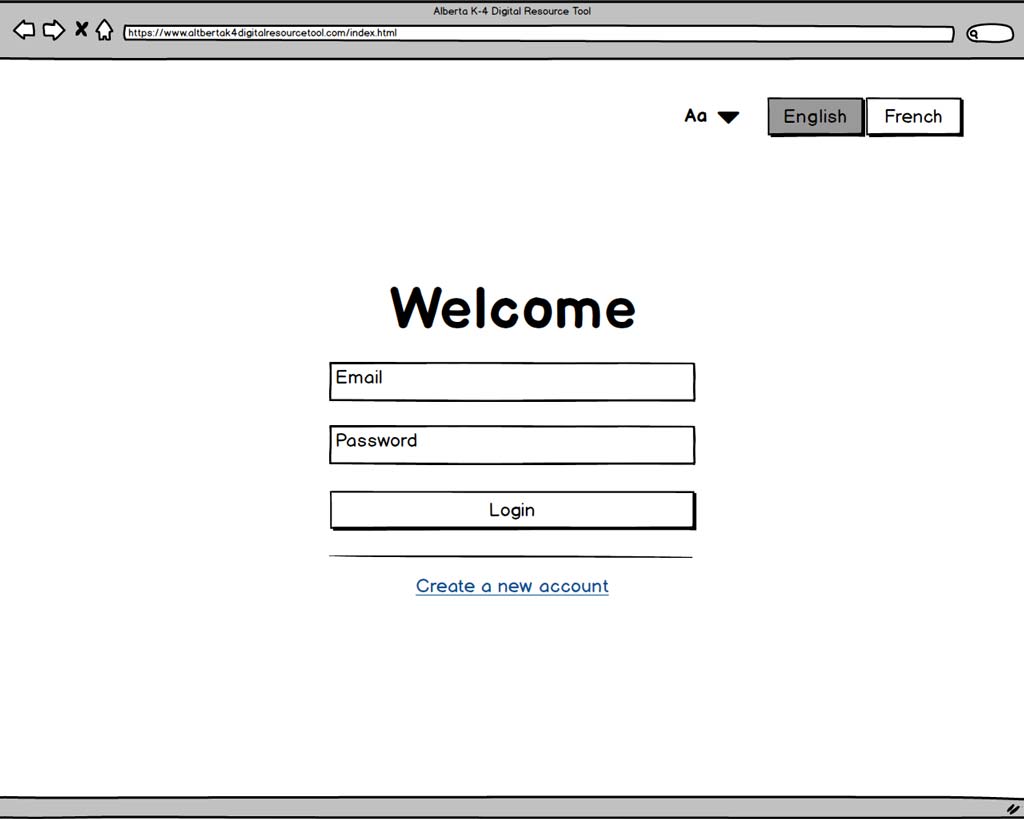 Alberta K-4 Digital Resource Tool
https://www.altbertak4digitalresourcetool.com/index.html
Aa English French
Welcome
Email
Password
Login
Create a new account